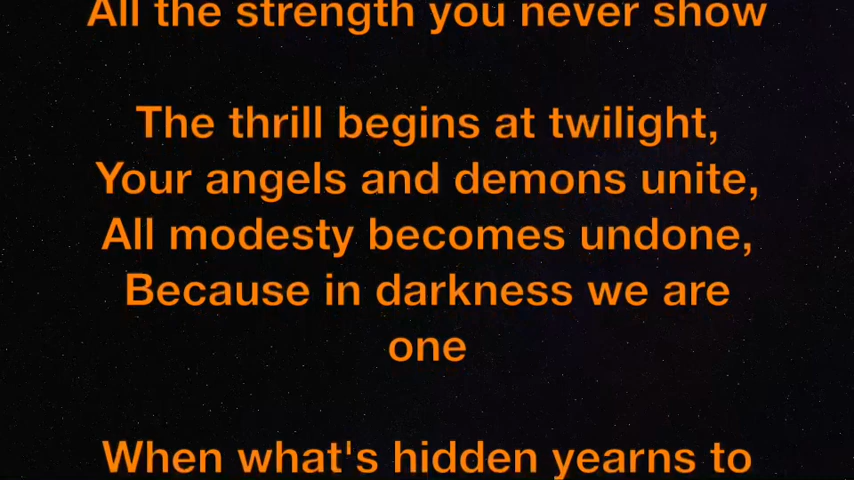 All the strength you never show
The thrill begins at twilight,
Your angels and demons unite,
All modesty becomes undone,
Because in darkness we are
one
When what's hidden yearns to